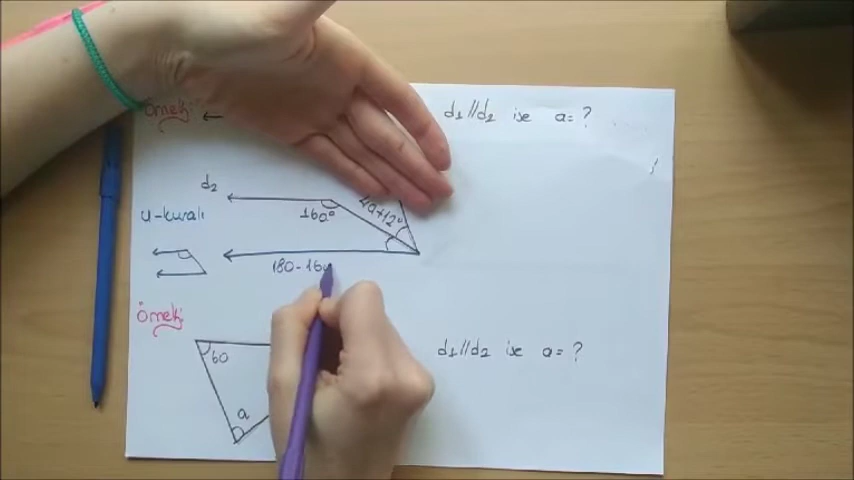 Örnek: d1//d2 ise a=?
d2
160° 4a+12°
U-kuralı
180-160
Örnek:
60 d1//d2 ise a=?
a